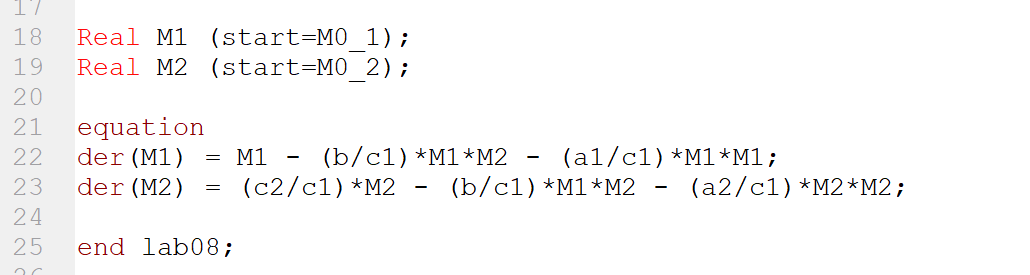 17
18 Real M1 (start=M0_1);
19 Real M2 (start=M0_2);
20
21 equation
22 der(M1) = M1 - (b/c1)*M1*M2 - (a1/c1)*M1*M1;
23 der(M2) = (c2/c1)*M2 - (b/c1)*M1*M2 - (a2/c1)*M2*M2;
24
25 end lab08;
26